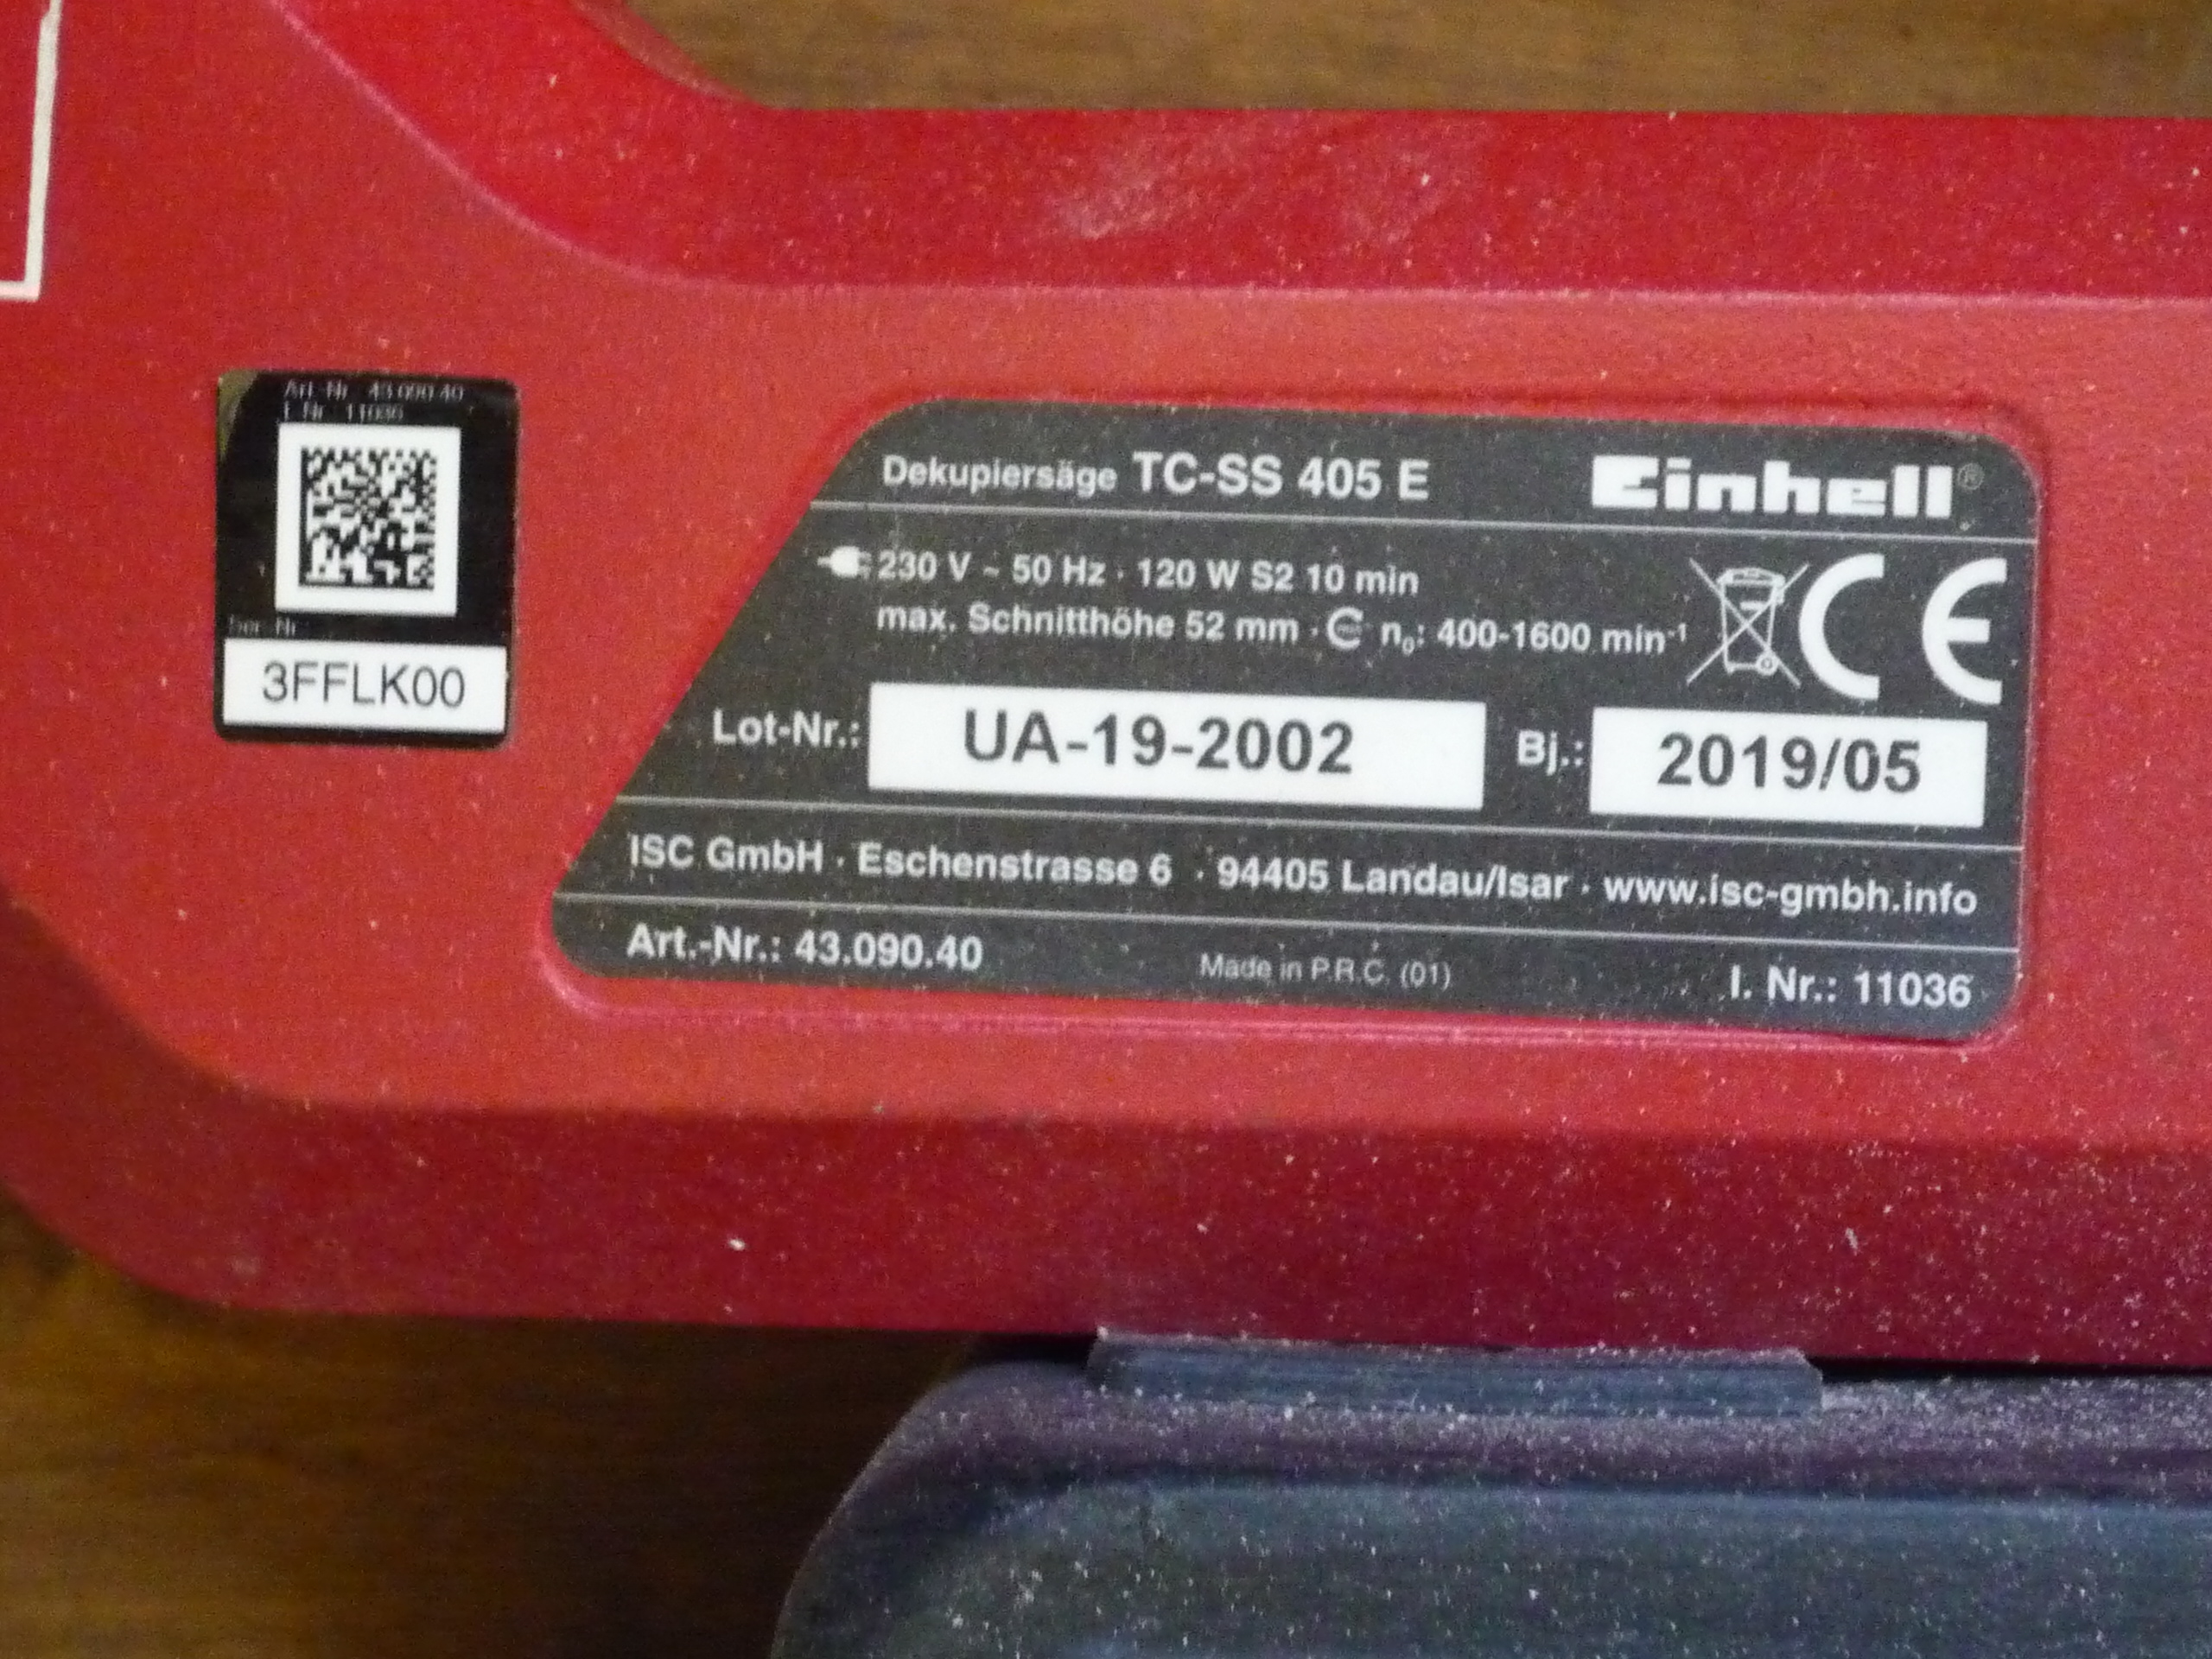 Art.-Nr.: 43.090.40
I. Nr.: 11036
Ser. Nr.
3FFLK00
Dekupiersäge TC-SS 405 E Einhell®
230 V ~ 50 Hz · 120 W S2 10 min
max. Schnitthöhe 52 mm · n₀: 400-1600 min⁻¹ CE
Lot-Nr.: UA-19-2002 Bj.: 2019/05
ISC GmbH · Eschenstrasse 6 · 94405 Landau/Isar · www.isc-gmbh.info
Art.-Nr.: 43.090.40 Made in P.R.C. (01) I. Nr.: 11036